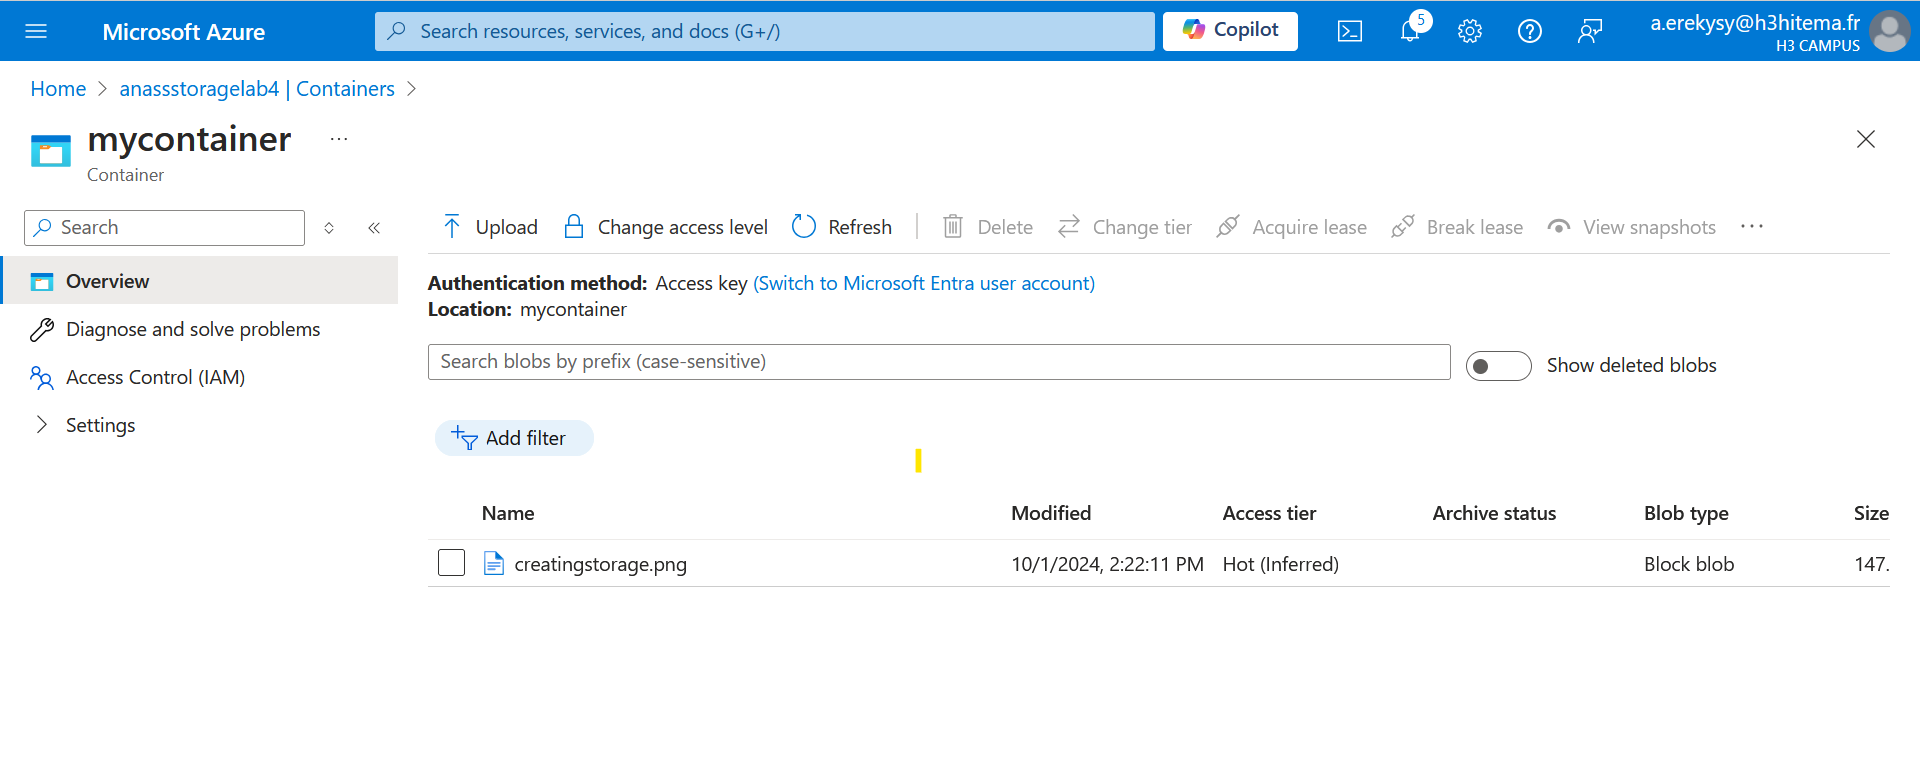 Microsoft Azure
Search resources, services, and docs (G+/)
Copilot
5
a.erekysy@h3hitema.fr
H3 CAMPUS
Home > anassstoragelab4 | Containers >
mycontainer ...
Container
Search
Overview
Diagnose and solve problems
Access Control (IAM)
Settings
Upload Change access level Refresh Delete Change tier Acquire lease Break lease View snapshots ...
Authentication method: Access key (Switch to Microsoft Entra user account)
Location: mycontainer
Search blobs by prefix (case-sensitive)
Show deleted blobs
Add filter
Name Modified Access tier Archive status Blob type Size
creatingstorage.png 10/1/2024, 2:22:11 PM Hot (Inferred) Block blob 147.